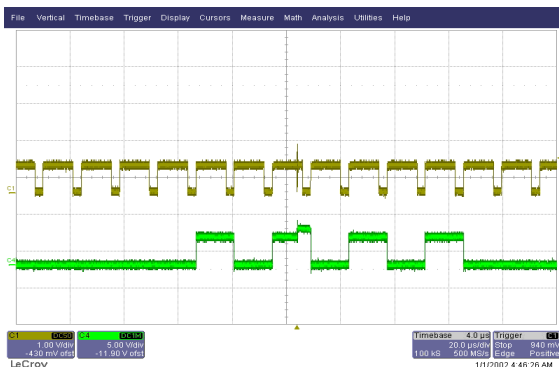 File Vertical Timebase Trigger Display Cursors Measure Math Analysis Utilities Help
C1
C4
C1 DC50
1.00 V/div
-430 mV ofst
C4 DC1M
5.00 V/div
-11.90 V ofst
Timebase 4.0 µs
20.0 µs/div
100 kS 500 MS/s
Trigger C1
Stop 940 mV
Edge Positive
LeCroy
1/1/2002 4:46:26 AM